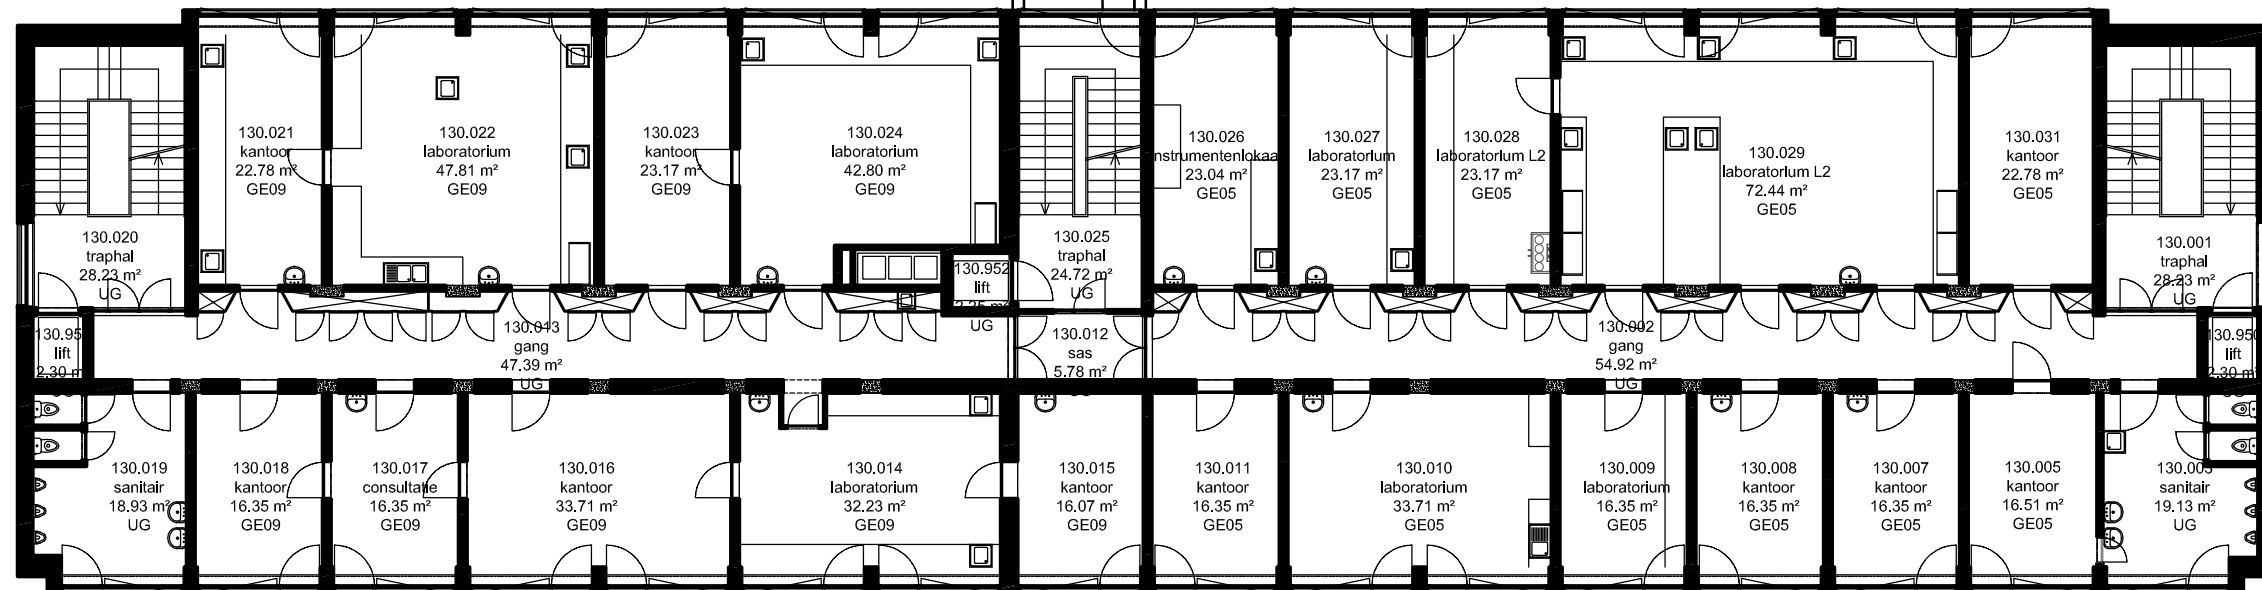 130.021
kantoor
22.78 m²
GE09
130.022
laboratorium
47.81 m²
GE09
130.023
kantoor
23.17 m²
GE09
130.024
laboratorium
42.80 m²
GE09
130.026
instrumentenlokaal
23.04 m²
GE05
130.027
laboratorium
23.17 m²
GE05
130.028
laboratorium L2
23.17 m²
GE05
130.029
laboratorium L2
72.44 m²
GE05
130.031
kantoor
22.78 m²
GE05
130.020
traphal
28.23 m²
UG
130.025
traphal
24.72 m²
UG
130.001
traphal
28.23 m²
UG
130.952
lift
2.25 m²
UG
130.95
lift
2.30 m
130.013
gang
47.39 m²
UG
130.012
sas
5.78 m²
130.002
gang
54.92 m²
UG
130.950
lift
2.30 m²
130.019
sanitair
18.93 m²
UG
130.018
kantoor
16.35 m²
GE09
130.017
consultatie
16.35 m²
GE09
130.016
kantoor
33.71 m²
GE09
130.014
laboratorium
32.23 m²
GE09
130.015
kantoor
16.07 m²
GE09
130.011
kantoor
16.35 m²
GE05
130.010
laboratorium
33.71 m²
GE05
130.009
laboratorium
16.35 m²
GE05
130.008
kantoor
16.35 m²
GE05
130.007
kantoor
16.35 m²
GE05
130.005
kantoor
16.51 m²
GE05
130.003
sanitair
19.13 m²
UG